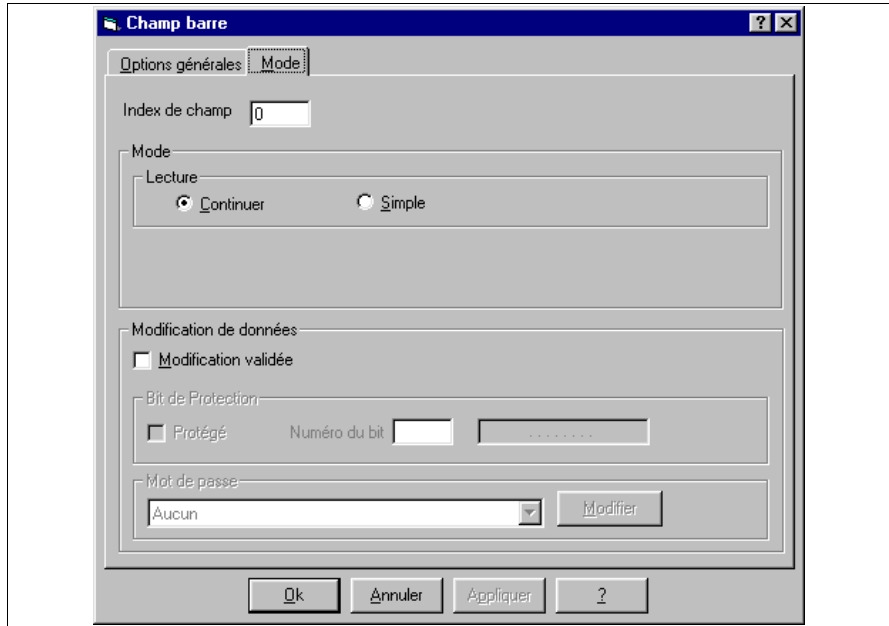 Champ barre
Options générales Mode
Index de champ 0
Mode
Lecture
Continuer Simple
Modification de données
Modification validée
Bit de Protection
Protégé Numéro du bit ........
Mot de passe
Aucun Modifier
Ok Annuler Appliquer ?